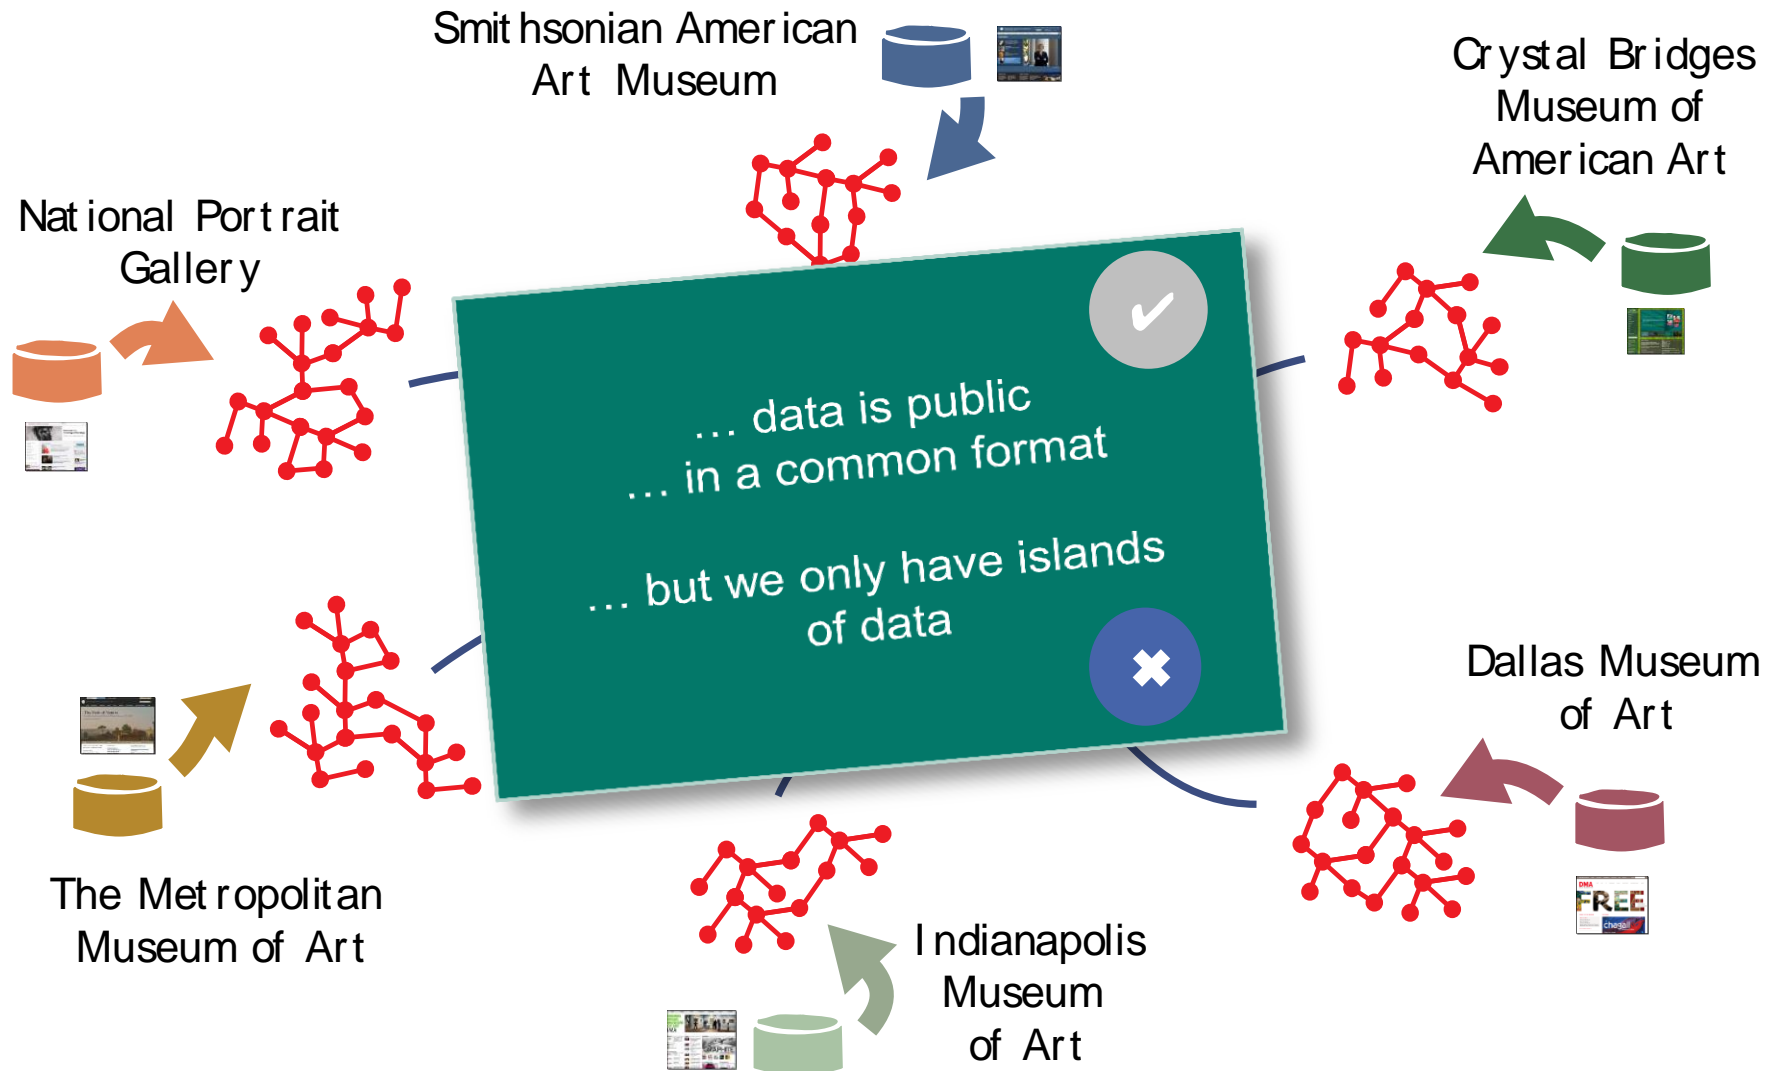 Smithsonian American
Art Museum
Crystal Bridges
Museum of
American Art
National Portrait
Gallery
... data is public
... in a common format
... but we only have islands
of data
Dallas Museum
of Art
The Metropolitan
Museum of Art
Indianapolis
Museum
of Art
DMA
FREE
chagall